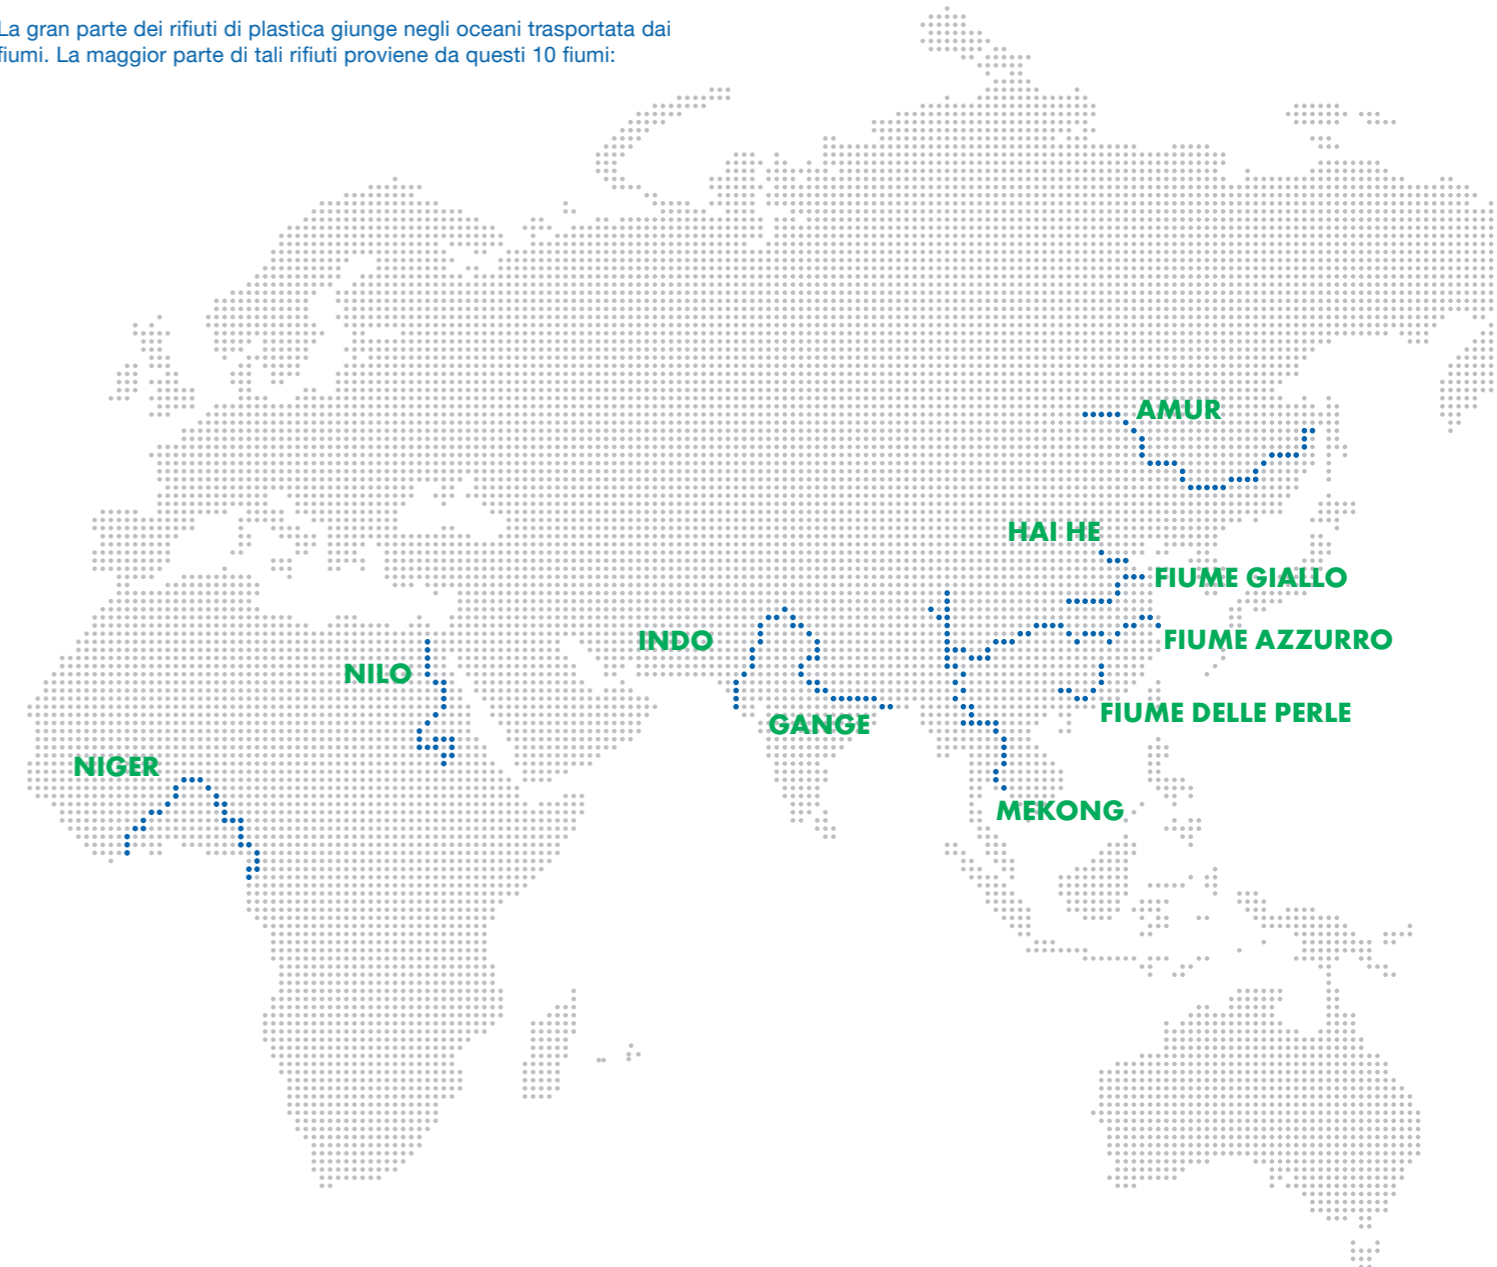 La gran parte dei rifiuti di plastica giunge negli oceani trasportata dai
fiumi. La maggior parte di tali rifiuti proviene da questi 10 fiumi:
AMUR
HAI HE
FIUME GIALLO
INDO
FIUME AZZURRO
NILO
GANGE
FIUME DELLE PERLE
NIGER
MEKONG